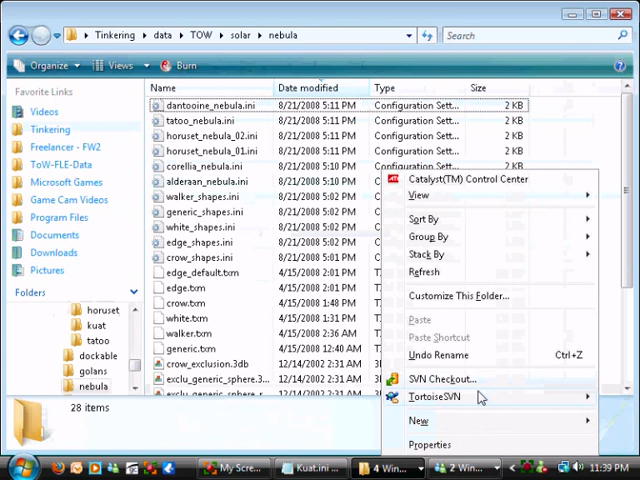 Tinkering ▸ data ▸ TOW ▸ solar ▸ nebula
Search
Organize Views Burn
Favorite Links
Videos
Tinkering
Freelancer - FW2
ToW-FLE-Data
Microsoft Games
Game Cam Videos
Program Files
Documents
Downloads
Pictures
Folders
horuset
kuat
tatoo
dockable
golans
nebula
Name Date modified Type Size
dantooine_nebula.ini 8/21/2008 5:11 PM Configuration Sett... 2 KB
tatoo_nebula.ini 8/21/2008 5:11 PM Configuration Sett... 2 KB
horuset_nebula_02.ini 8/21/2008 5:11 PM Configuration Sett... 2 KB
horuset_nebula_01.ini 8/21/2008 5:11 PM Configuration Sett... 2 KB
corellia_nebula.ini 8/21/2008 5:10 PM Configuration Sett... 2 KB
alderaan_nebula.ini 8/21/2008 5:10 PM
walker_shapes.ini 8/21/2008 5:02 PM
generic_shapes.ini 8/21/2008 5:02 PM
white_shapes.ini 8/21/2008 5:02 PM
edge_shapes.ini 8/21/2008 5:02 PM
crow_shapes.ini 8/21/2008 5:02 PM
edge_default.txm 4/15/2008 2:01 PM
edge.txm 4/15/2008 2:01 PM
crow.txm 4/15/2008 1:48 PM
white.txm 4/15/2008 1:31 PM
walker.txm 4/15/2008 2:36 AM
generic.txm 4/15/2008 12:40 AM
crow_exclusion.3db 12/14/2002 2:31 AM
exclu_generic_sphere.3... 12/14/2002 2:31 AM
Catalyst(TM) Control Center
View
Sort By
Group By
Stack By
Refresh
Customize This Folder...
Paste
Paste Shortcut
Undo Rename Ctrl+Z
SVN Checkout...
TortoiseSVN
New
Properties
28 items
My Scre... Kuat.ini ... 4 Win... 2 Win... 11:39 PM